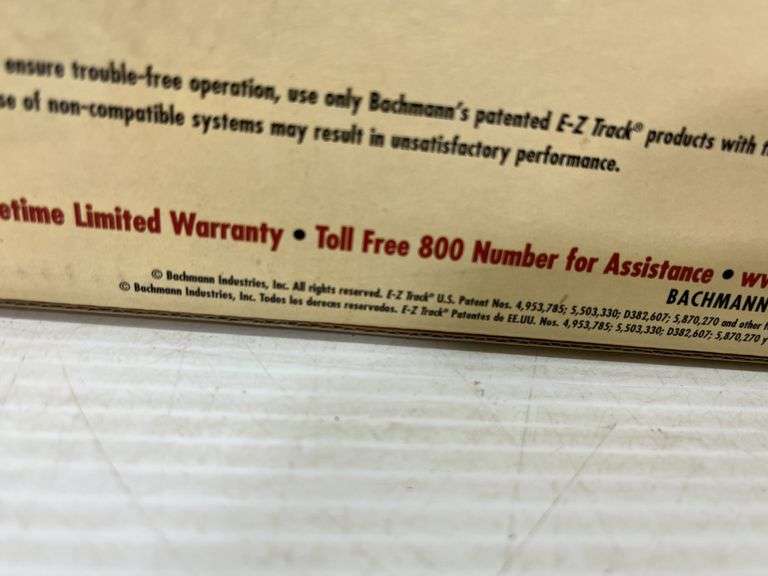 ensure trouble-free operation, use only Bachmann's patented E-Z Track® products with
se of non-compatible systems may result in unsatisfactory performance.
etime Limited Warranty • Toll Free 800 Number for Assistance • ww
BACHMANN
© Bachmann Industries, Inc. All rights reserved. E-Z Track® U.S. Patent Nos. 4,953,785; 5,503,330; D382,607; 5,870,270 and other
© Bachmann Industries, Inc. Todos los derecos reservados. E-Z Track® Patentes de EE.UU. Nos. 4,953,785; 5,503,330; D382,607; 5,870,270 y